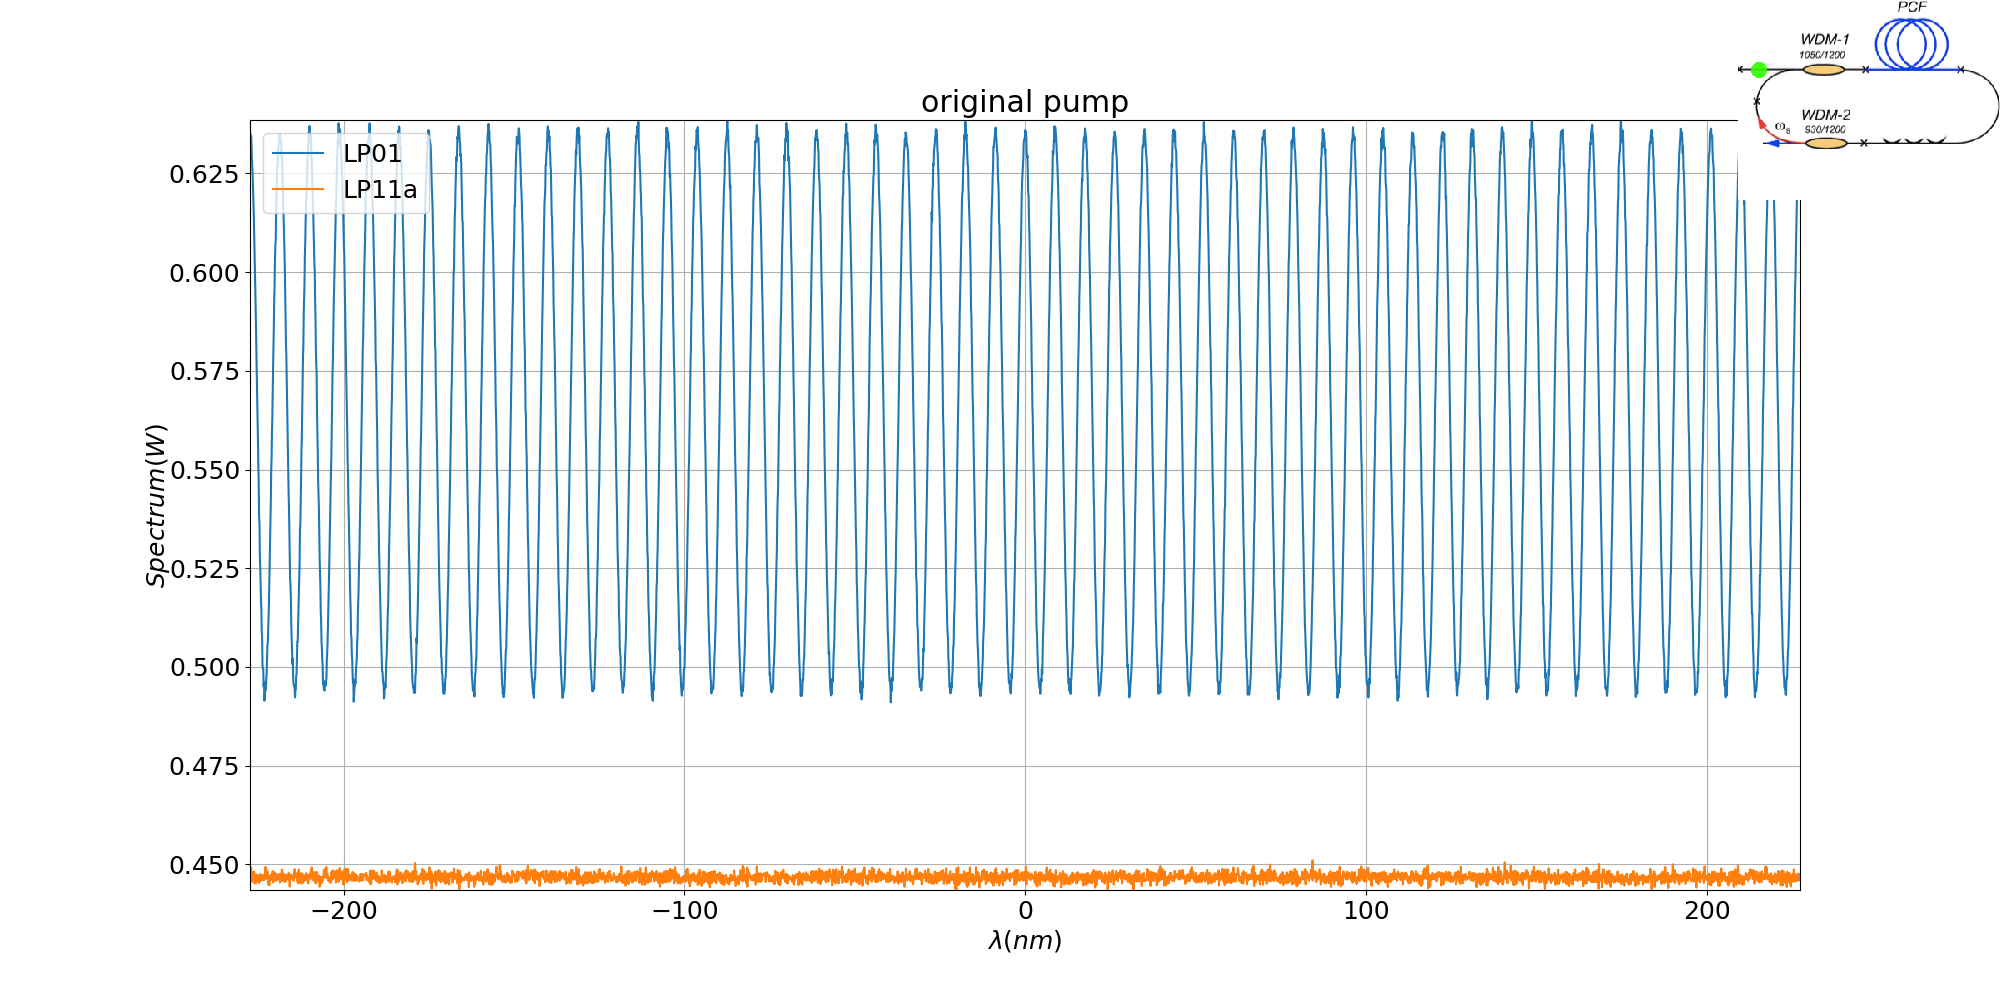 PCF
WDM-1
1050/1200
WDM-2
930/1200
ωs
original pump
LP01
LP11a
0.625
0.600
0.575
0.550
0.525
0.500
0.475
0.450
Spectrum(W)
−200
−100
0
100
200
λ(nm)